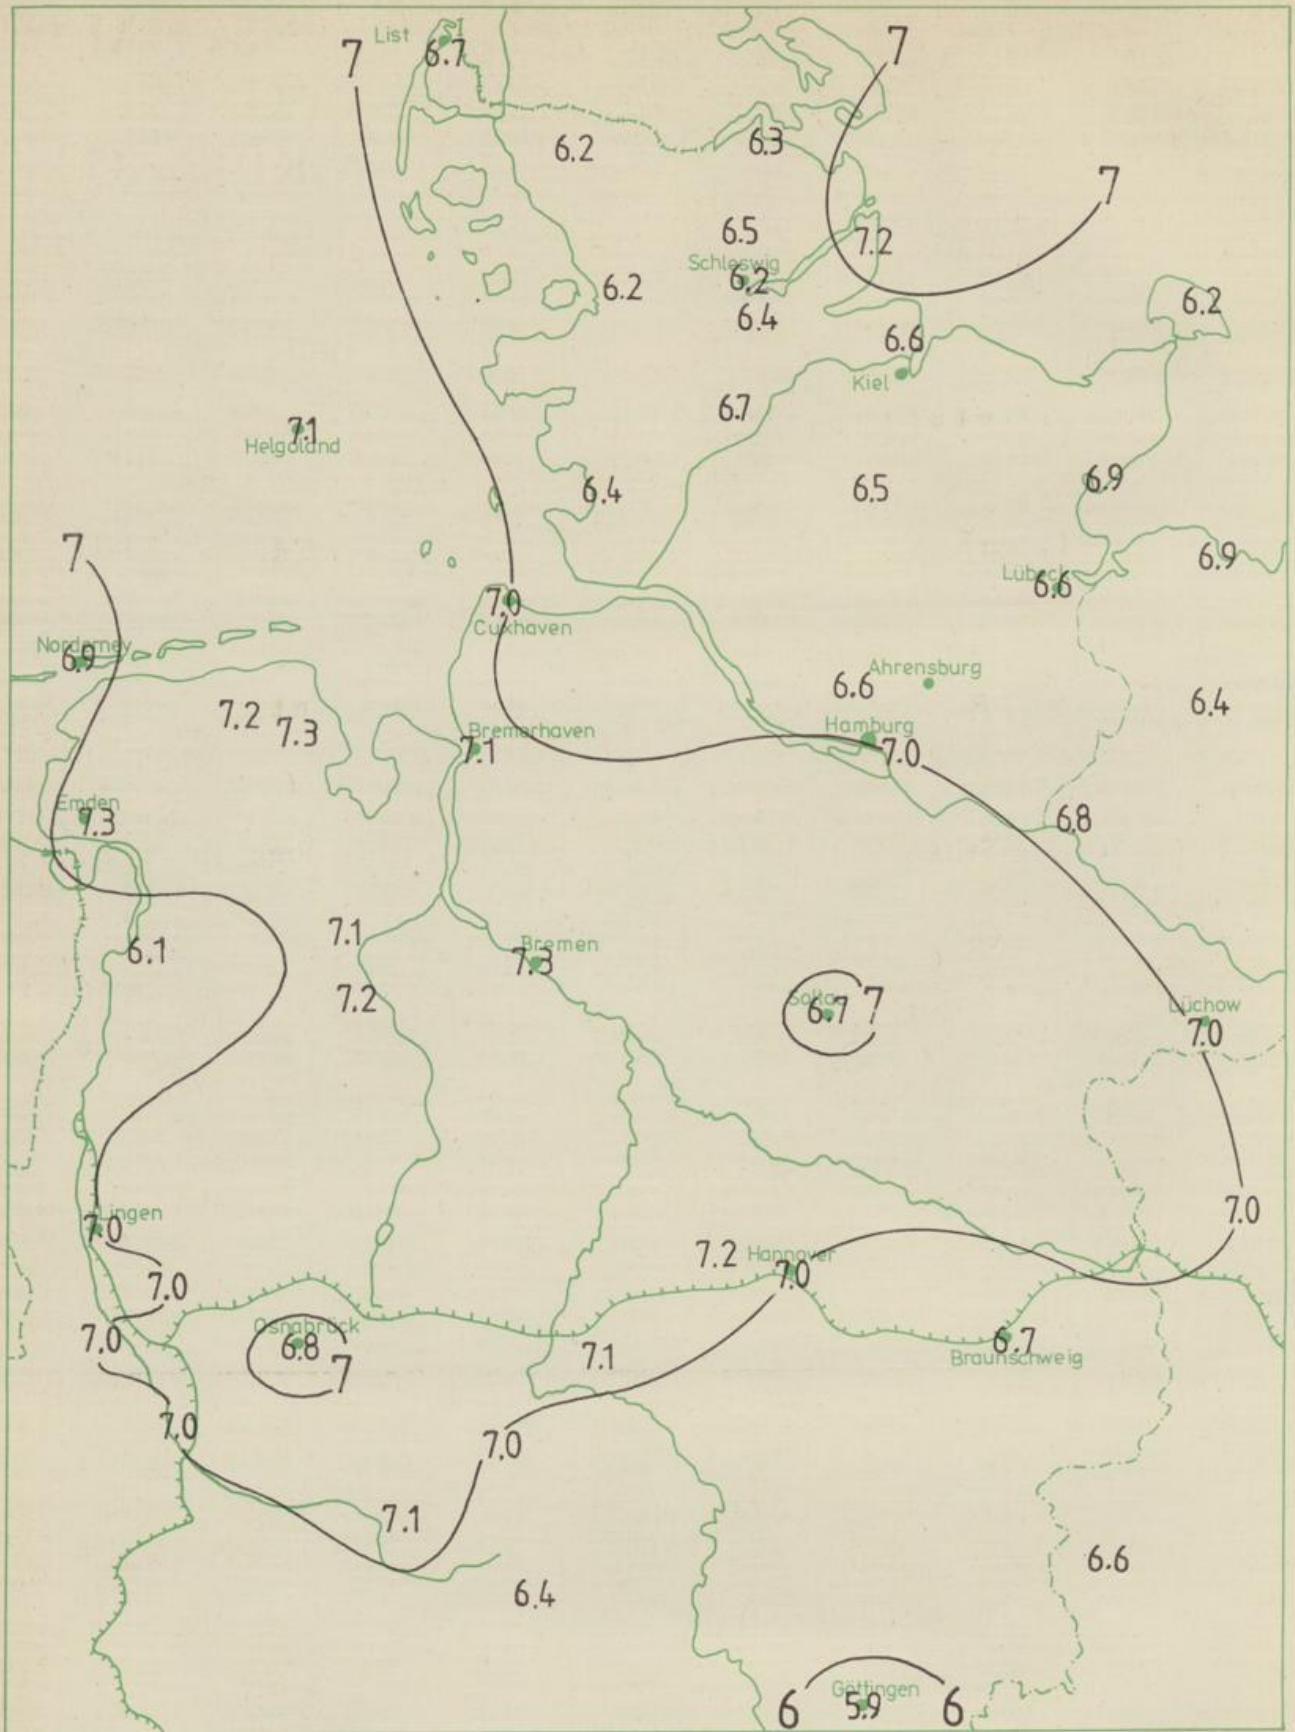 List
6.7
7
7
6.2
6.3
7
6.5
7.2
Schleswig
6.2
6.2
6.4
6.2
6.6
Kiel
6.7
7.1
Helgoland
6.4
6.5
6.9
7
6.9
Lübeck
6.6
7.0
Cuxhaven
Norderney
6.9
Ahrensburg
6.6
6.4
7.2
7.3
Bremerhaven
7.1
Hamburg
7.0
Emden
7.3
6.8
7.1
Bremen
7.3
6.1
7.2
Soltau
6.7
7
Lüchow
7.0
Lingen
7.0
7.0
7.2
Hannover
7.0
7.0
7.0
Osnabrück
6.8
7
7.1
6.7
Braunschweig
7.0
7.0
7.1
6.4
6.6
Göttingen
6
5.9
6